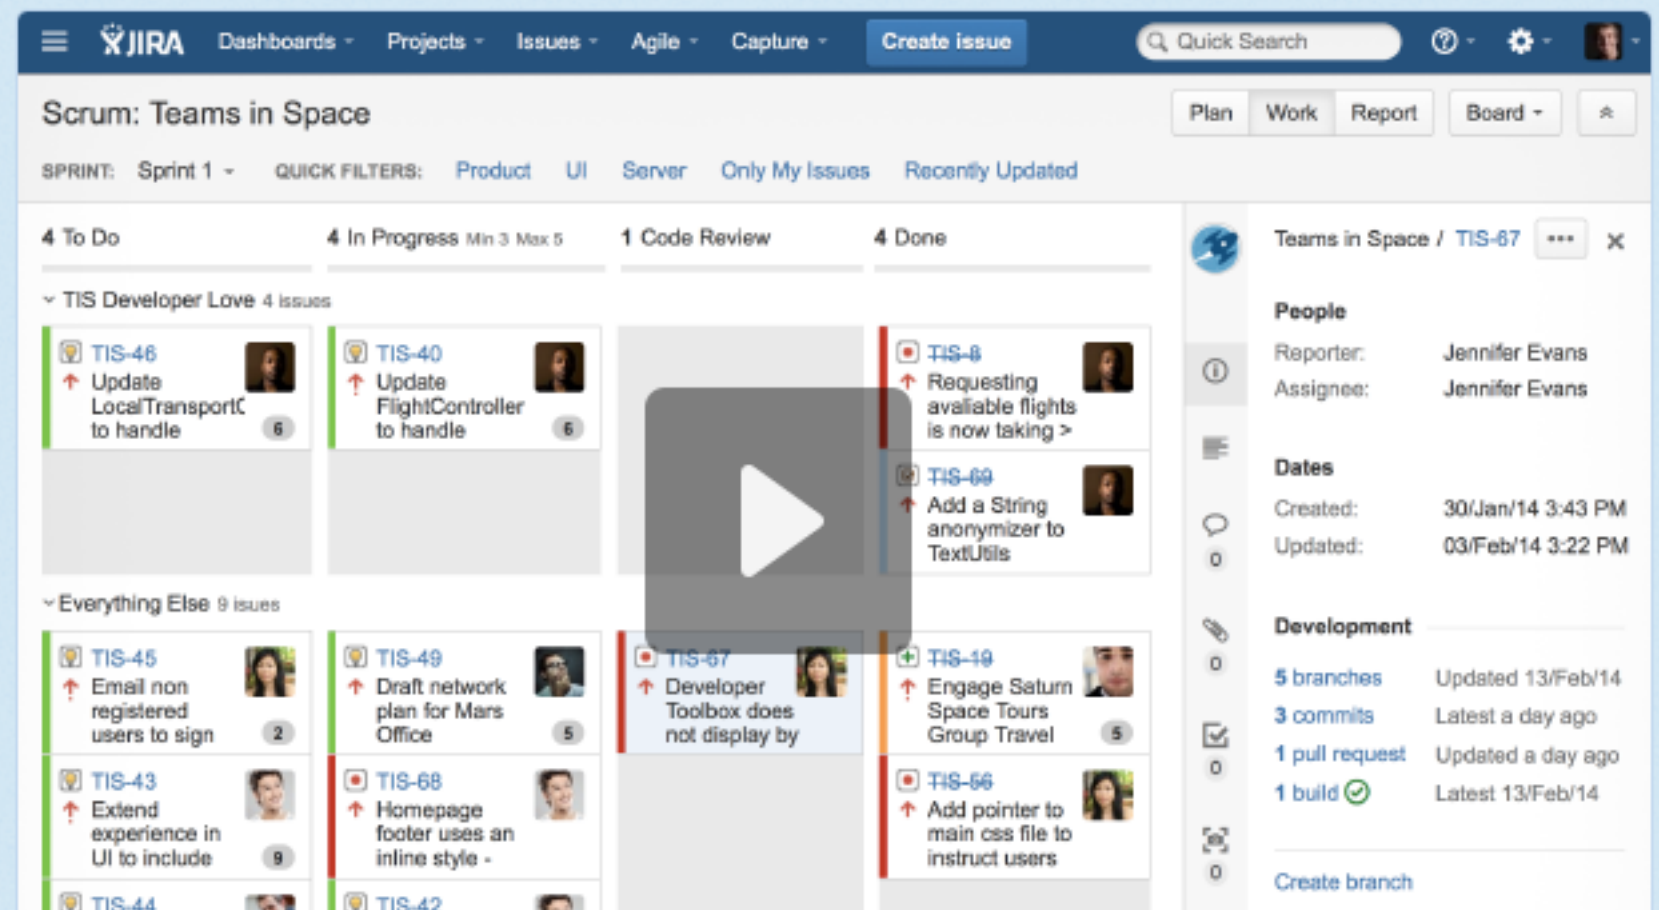 JIRA Dashboards Projects Issues Agile Capture Create issue Quick Search
Scrum: Teams in Space
Plan Work Report Board
SPRINT: Sprint 1 QUICK FILTERS: Product UI Server Only My Issues Recently Updated
4 To Do
4 In Progress Min 3 Max 5
1 Code Review
4 Done
TIS Developer Love 4 issues
TIS-46
Update
LocalTransportC
to handle
6
TIS-40
Update
FlightController
to handle
6
TIS-8
Requesting
avaliable flights
is now taking >
TIS-69
Add a String
anonymizer to
TextUtils
Everything Else 9 isues
TIS-45
Email non
registered
users to sign
2
TIS-49
Draft network
plan for Mars
Office
5
TIS-67
Developer
Toolbox does
not display by
TIS-19
Engage Saturn
Space Tours
Group Travel
5
TIS-43
Extend
experience in
UI to include
9
TIS-68
Homepage
footer uses an
inline style -
TIS-56
Add pointer to
main css file to
instruct users
TIS-44
TIS-42
0
0
0
0
Teams in Space / TIS-67
People
Reporter: Jennifer Evans
Assignee: Jennifer Evans
Dates
Created: 30/Jan/14 3:43 PM
Updated: 03/Feb/14 3:22 PM
Development
5 branches Updated 13/Feb/14
3 commits Latest a day ago
1 pull request Updated a day ago
1 build Latest 13/Feb/14
Create branch